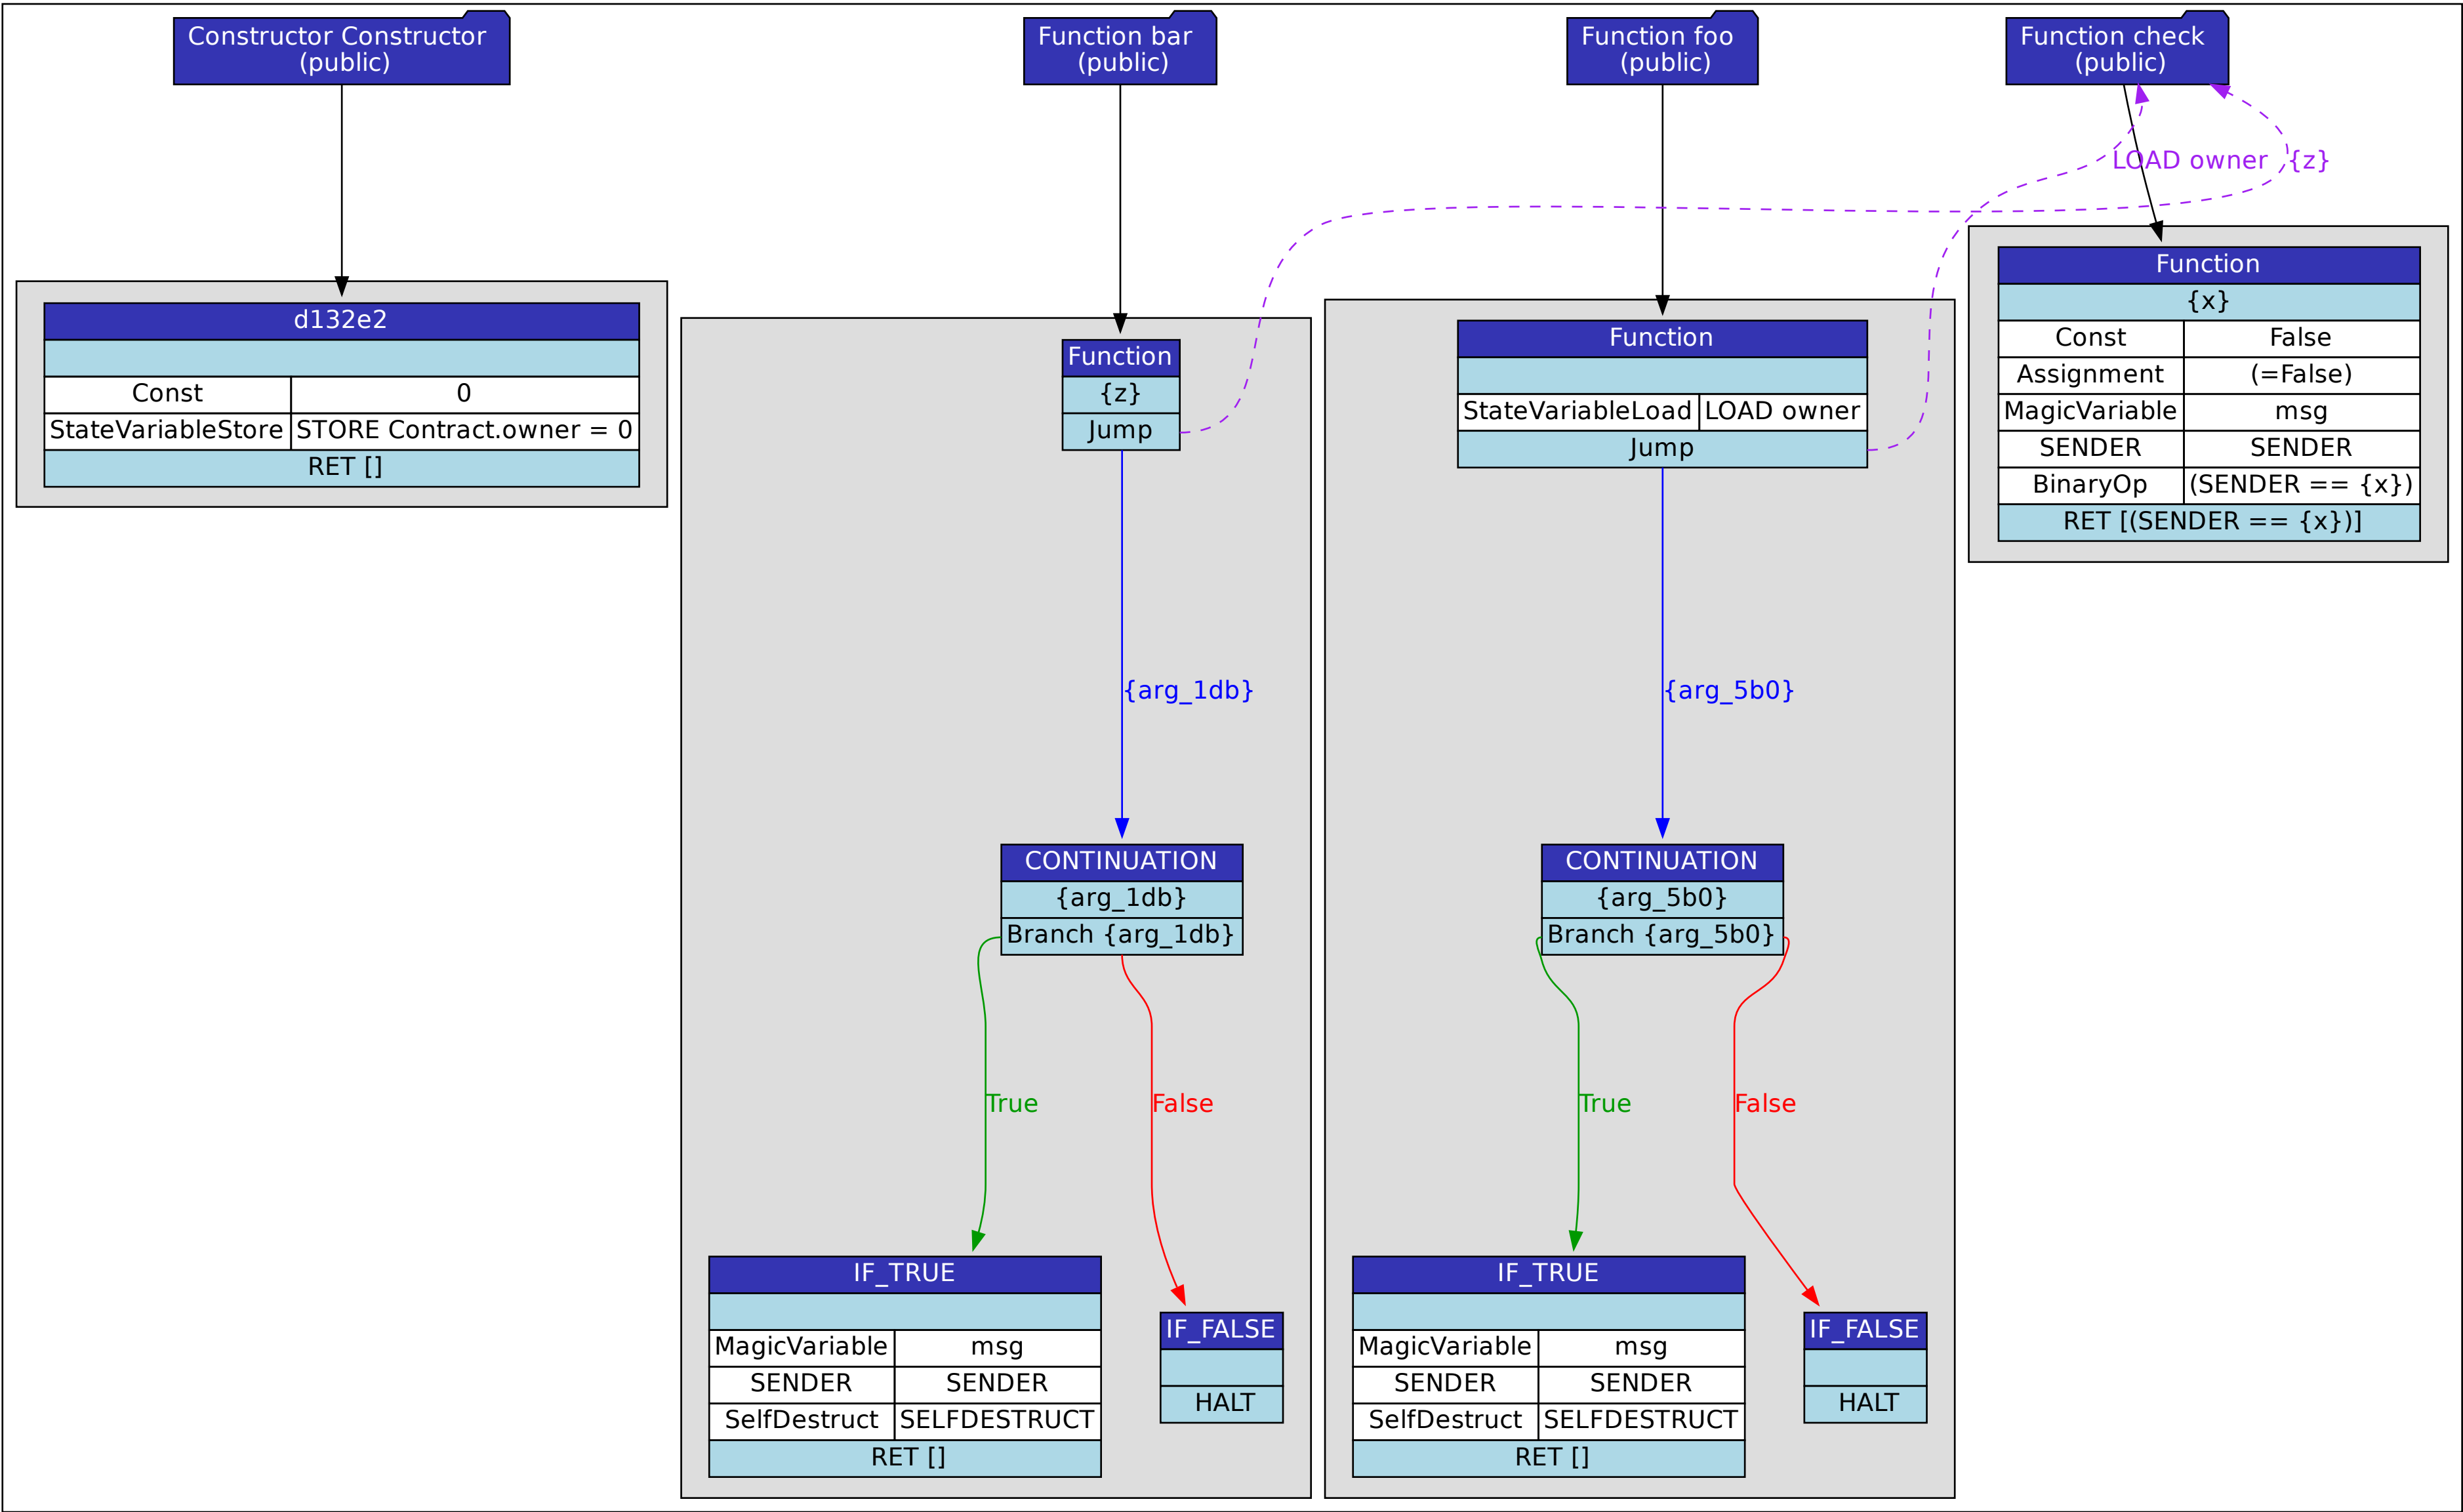 Constructor Constructor
(public)
Function bar
(public)
Function foo
(public)
Function check
(public)
LOAD owner
{z}
d132e2
Const 0
StateVariableStore STORE Contract.owner = 0
RET []
Function
{z}
Jump
{arg_1db}
CONTINUATION
{arg_1db}
Branch {arg_1db}
True
False
IF_TRUE
MagicVariable msg
SENDER SENDER
SelfDestruct SELFDESTRUCT
RET []
IF_FALSE
HALT
Function
StateVariableLoad LOAD owner
Jump
{arg_5b0}
CONTINUATION
{arg_5b0}
Branch {arg_5b0}
True
False
IF_TRUE
MagicVariable msg
SENDER SENDER
SelfDestruct SELFDESTRUCT
RET []
IF_FALSE
HALT
Function
{x}
Const False
Assignment (=False)
MagicVariable msg
SENDER SENDER
BinaryOp (SENDER == {x})
RET [(SENDER == {x})]